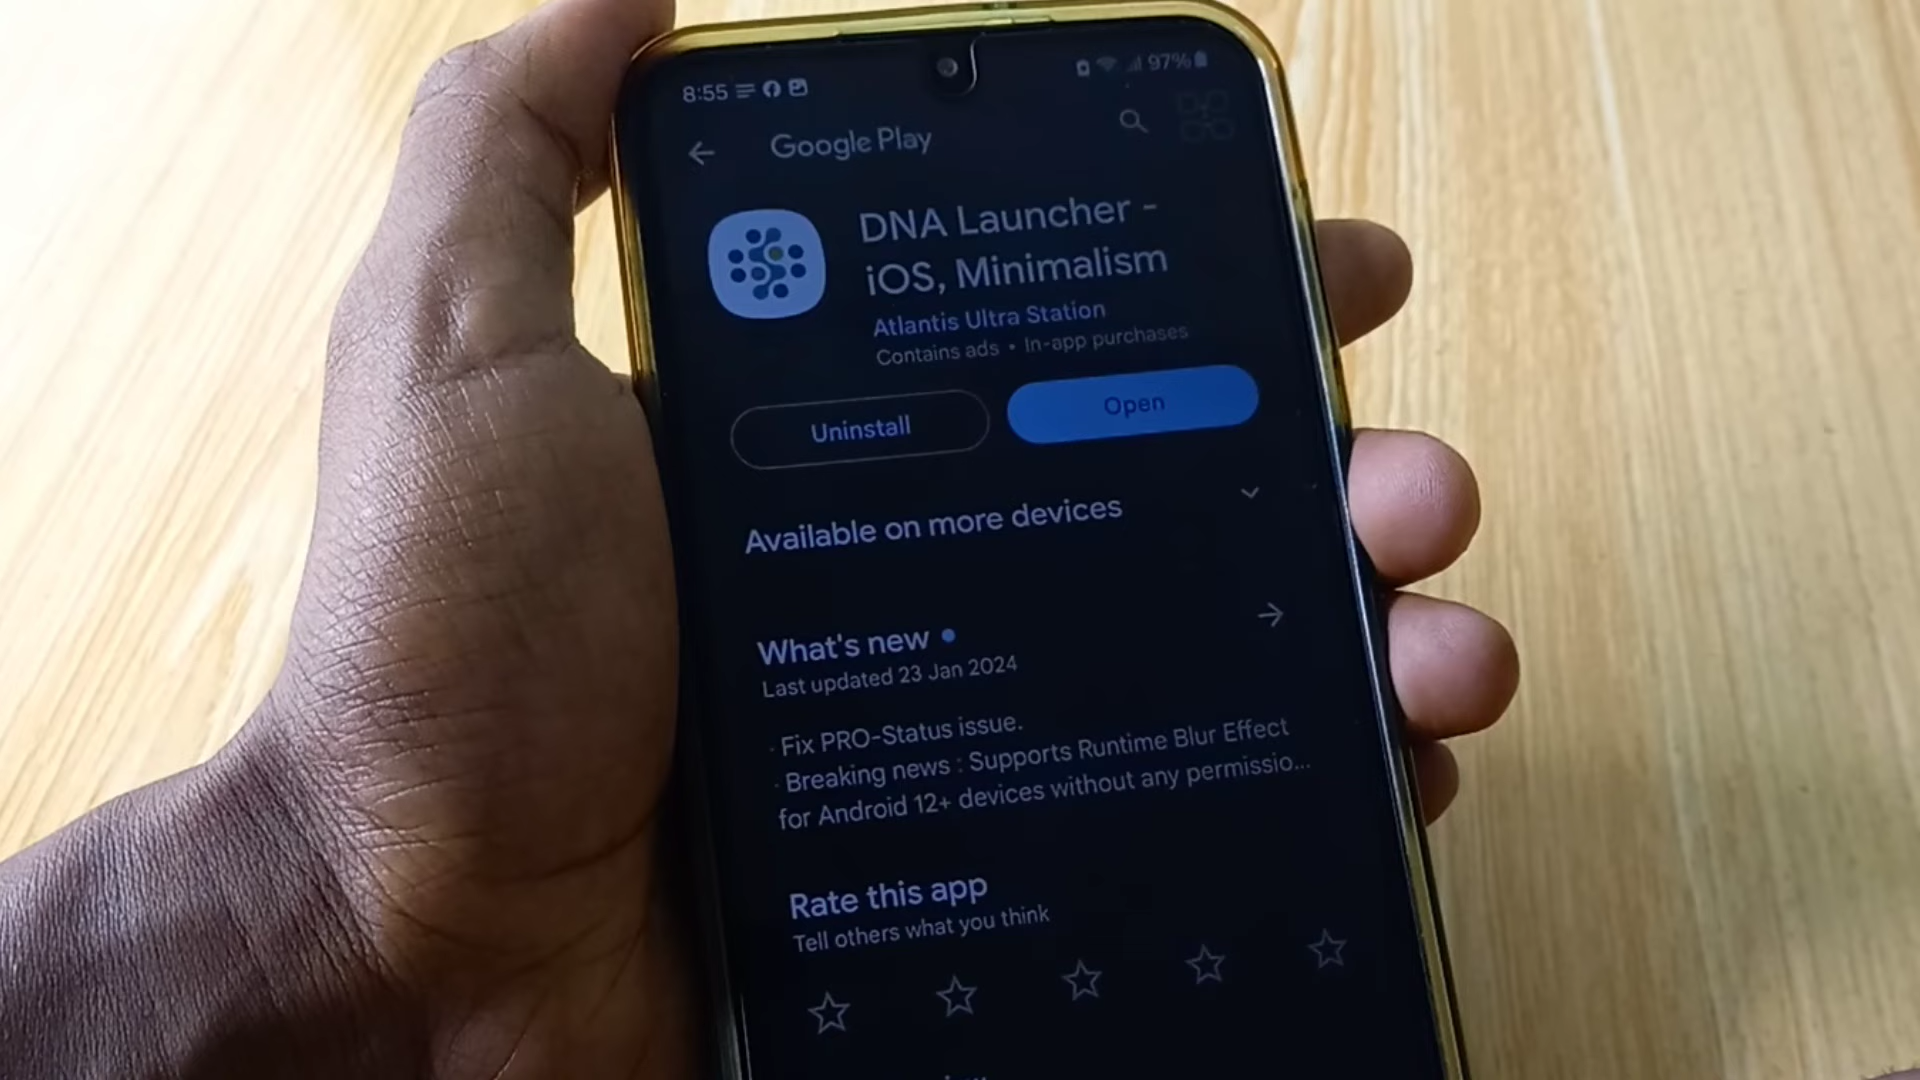 8:55
97%
Google Play
DNA Launcher -
iOS, Minimalism
Atlantis Ultra Station
Contains ads • In-app purchases
Uninstall
Open
Available on more devices
What's new •
Last updated 23 Jan 2024
· Fix PRO-Status issue.
· Breaking news : Supports Runtime Blur Effect
for Android 12+ devices without any permissio...
Rate this app
Tell others what you think